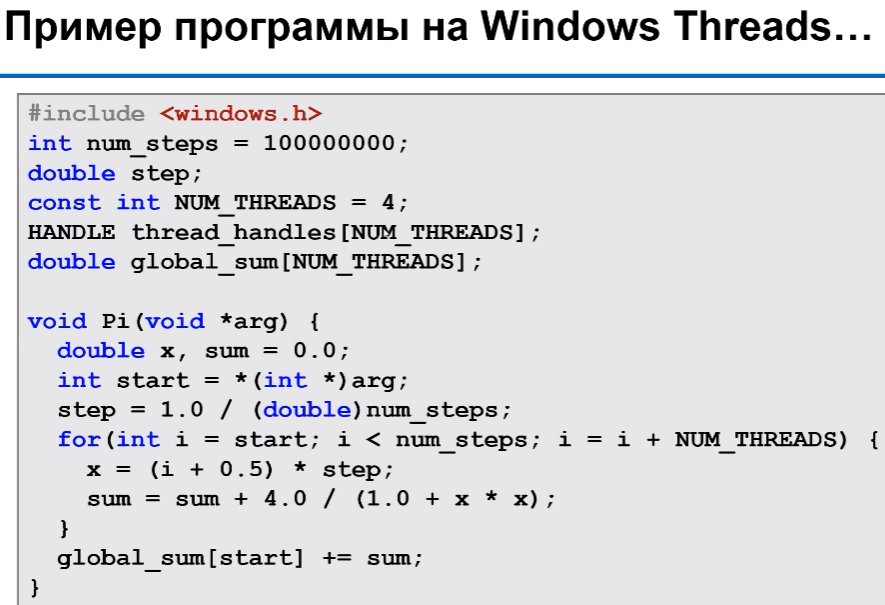 Пример программы на Windows Threads…
#include <windows.h>
int num_steps = 100000000;
double step;
const int NUM_THREADS = 4;
HANDLE thread_handles[NUM_THREADS];
double global_sum[NUM_THREADS];
void Pi(void *arg) {
double x, sum = 0.0;
int start = *(int *)arg;
step = 1.0 / (double)num_steps;
for(int i = start; i < num_steps; i = i + NUM_THREADS) {
x = (i + 0.5) * step;
sum = sum + 4.0 / (1.0 + x * x);
}
global_sum[start] += sum;
}